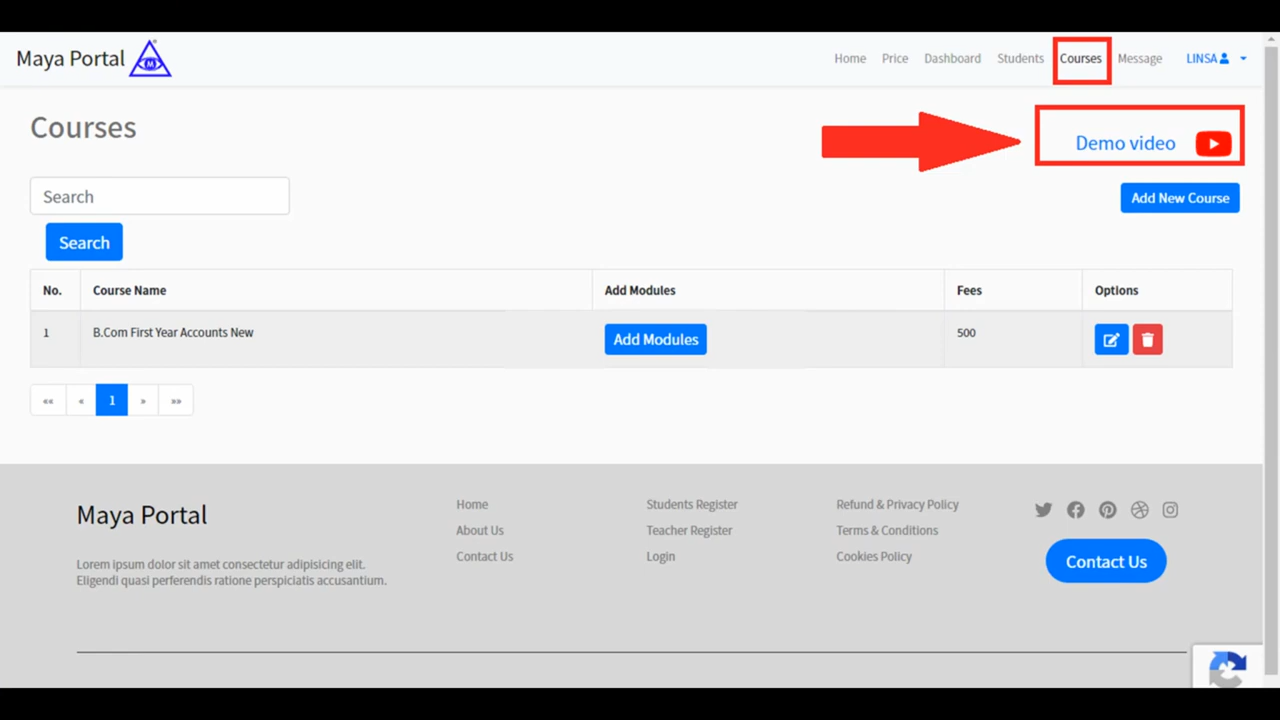 Maya Portal
Home Price Dashboard Students Courses Message LINSA
Courses
Demo video
Search
Add New Course
Search
No. Course Name Add Modules Fees Options
1 B.Com First Year Accounts New Add Modules 500
«« « 1 » »»
Maya Portal
Lorem ipsum dolor sit amet consectetur adipisicing elit.
Eligendi quasi perferendis ratione perspiciatis accusantium.
Home
About Us
Contact Us
Students Register
Teacher Register
Login
Refund & Privacy Policy
Terms & Conditions
Cookies Policy
Contact Us